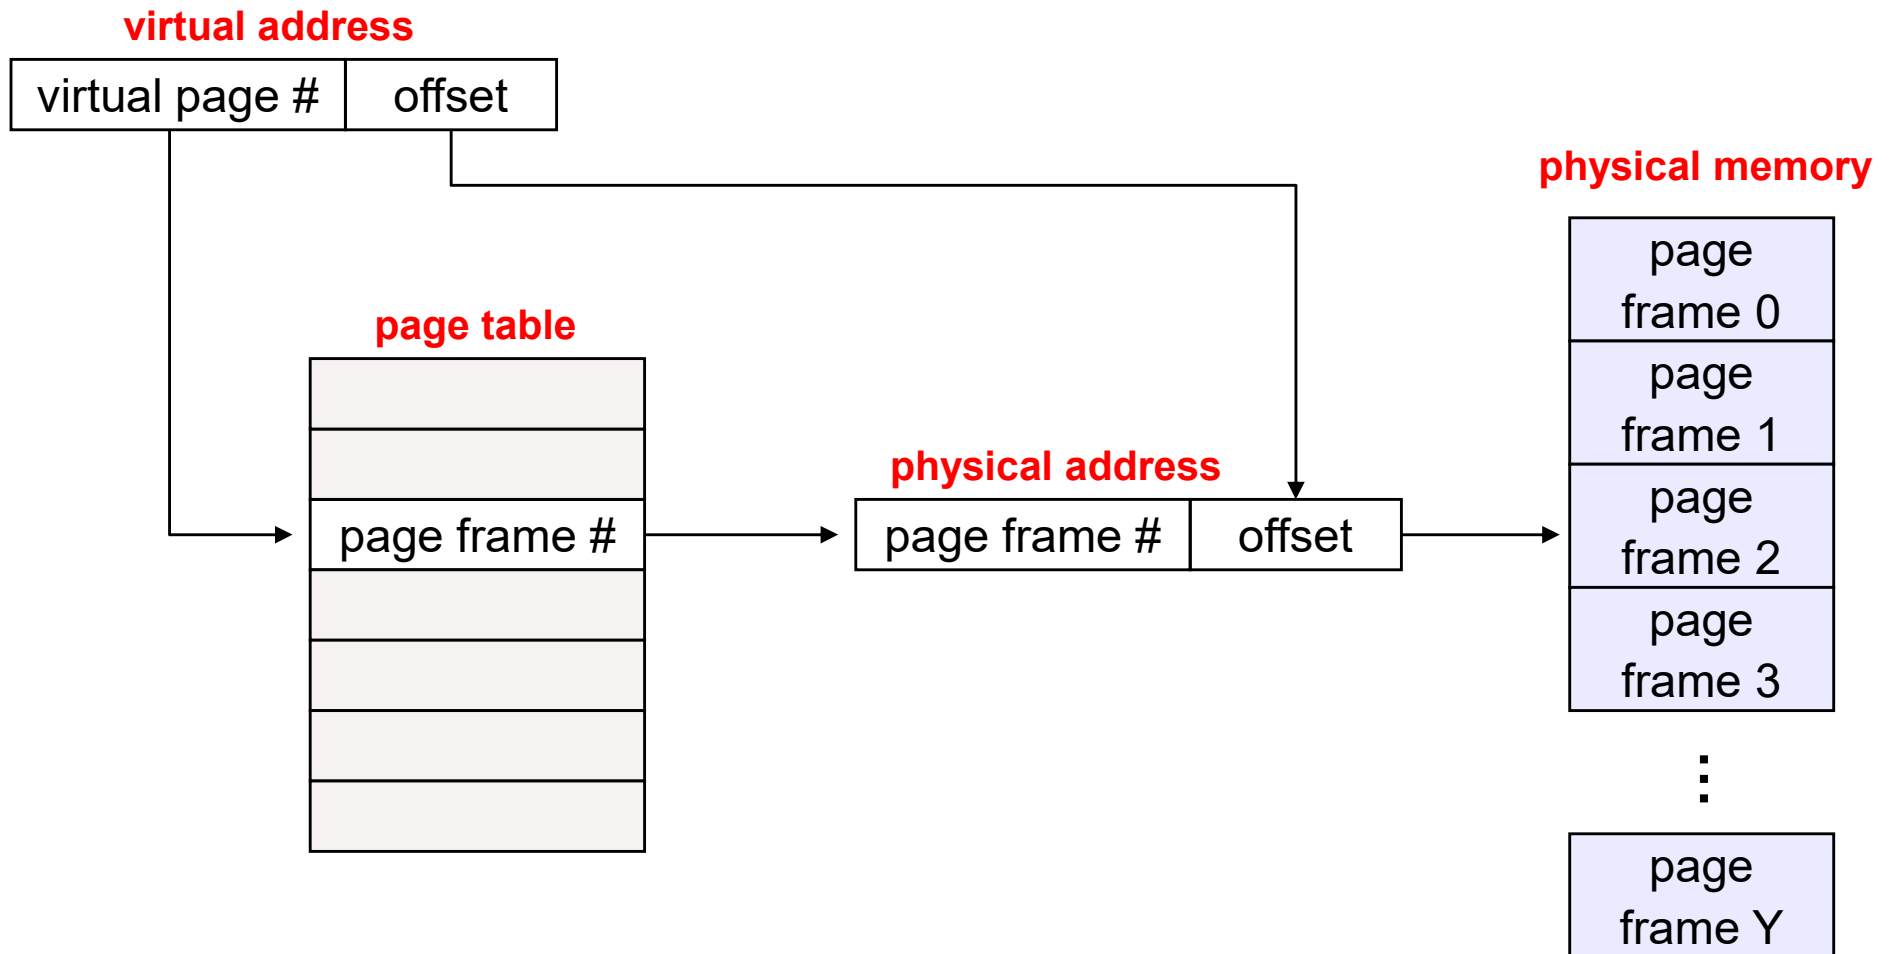 virtual address
virtual page #
offset
physical memory
page
frame 0
page
frame 1
page table
physical address
page
frame 2
page frame #
page frame #
offset
page
frame 3
⋮
page
frame Y